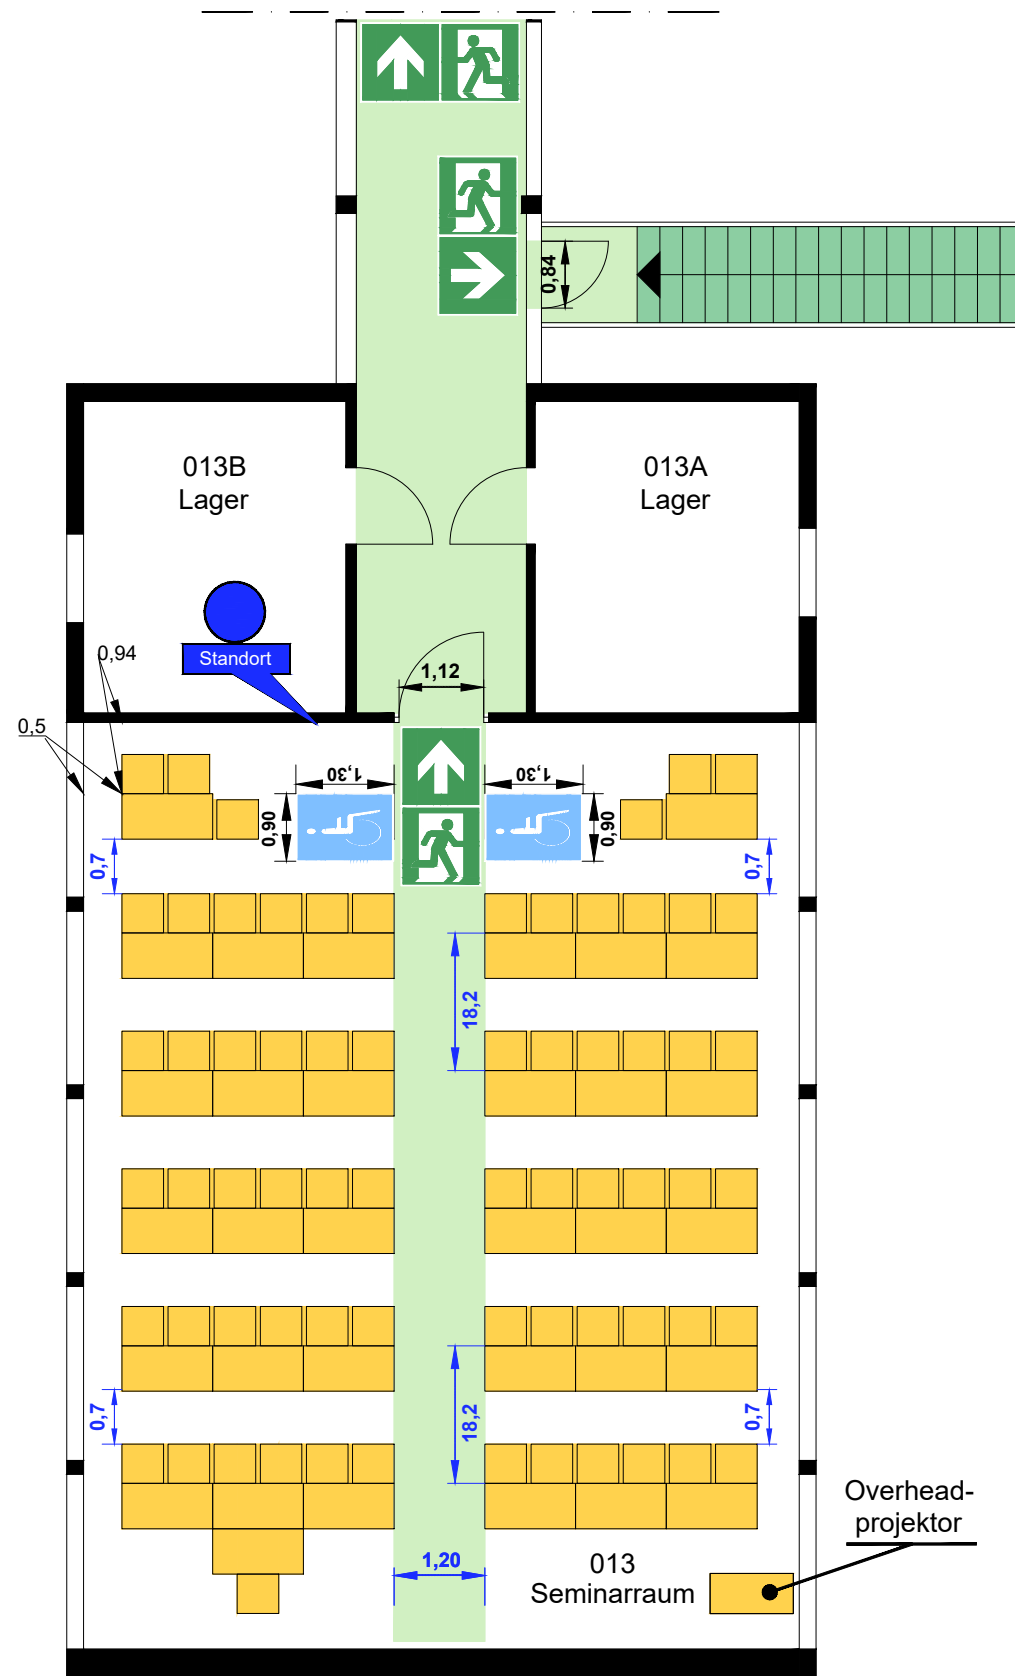 0,84
013B
Lager
013A
Lager
Standort
0,94
1,12
0,5
1,30
1,30
0,90
0,90
0,7
0,7
18,2
18,2
0,7
0,7
Overhead-
projektor
1,20
013
Seminarraum